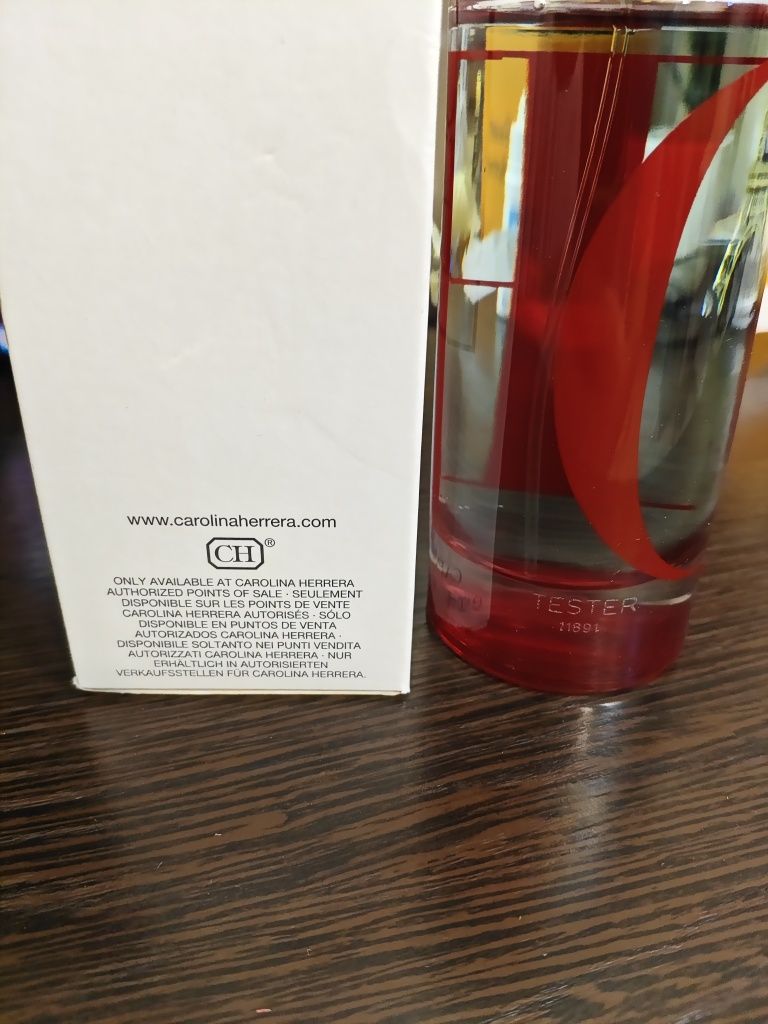 www.carolinaherrera.com
CH®
ONLY AVAILABLE AT CAROLINA HERRERA
AUTHORIZED POINTS OF SALE · SEULEMENT
DISPONIBLE SUR LES POINTS DE VENTE
CAROLINA HERRERA AUTORISÉS · SÓLO
DISPONIBLE EN PUNTOS DE VENTA
AUTORIZADOS CAROLINA HERRERA ·
DISPONIBILE SOLTANTO NEI PUNTI VENDITA
AUTORIZZATI CAROLINA HERRERA · NUR
ERHÄLTLICH IN AUTORISIERTEN
VERKAUFSSTELLEN FÜR CAROLINA HERRERA.
TESTER
11891